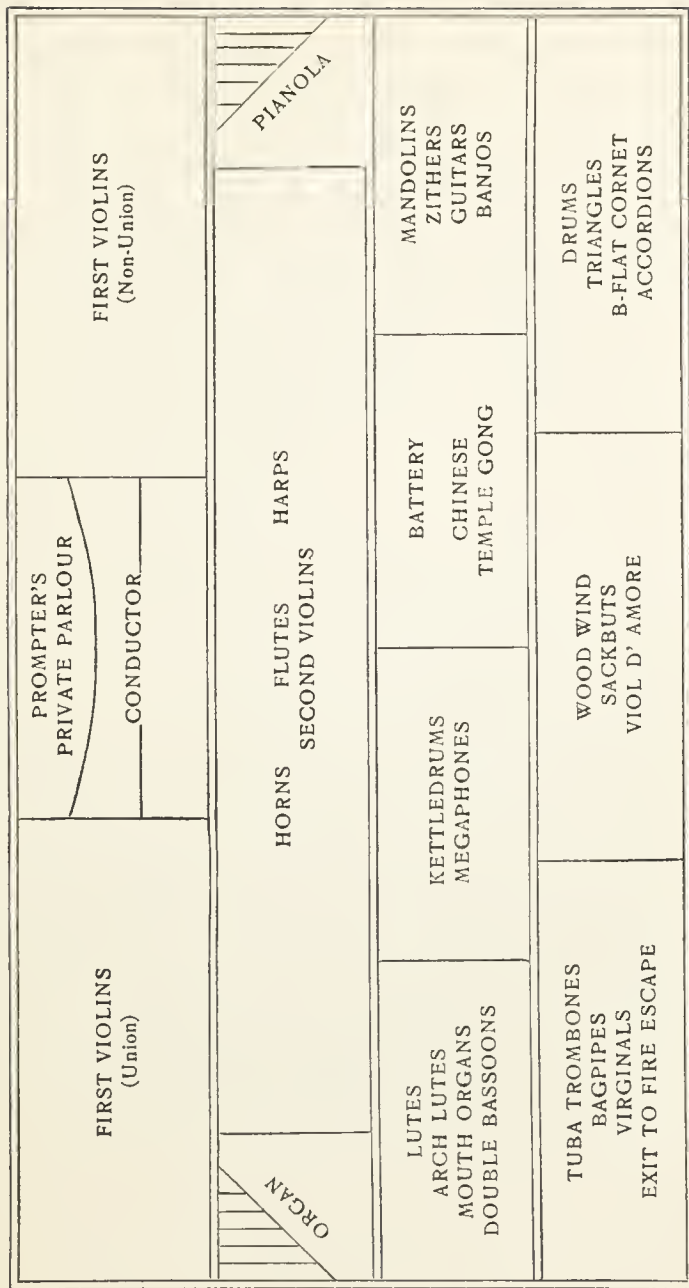 FIRST VIOLINS
(Union)
PROMPTER'S
PRIVATE PARLOUR
CONDUCTOR
FIRST VIOLINS
(Non-Union)
ORGAN
HORNS FLUTES HARPS
SECOND VIOLINS
PIANOLA
LUTES
ARCH LUTES
MOUTH ORGANS
DOUBLE BASSOONS
KETTLEDRUMS
MEGAPHONES
BATTERY
CHINESE
TEMPLE GONG
MANDOLINS
ZITHERS
GUITARS
BANJOS
TUBA TROMBONES
BAGPIPES
VIRGINALS
EXIT TO FIRE ESCAPE
WOOD WIND
SACKBUTS
VIOL D' AMORE
DRUMS
TRIANGLES
B-FLAT CORNET
ACCORDIONS